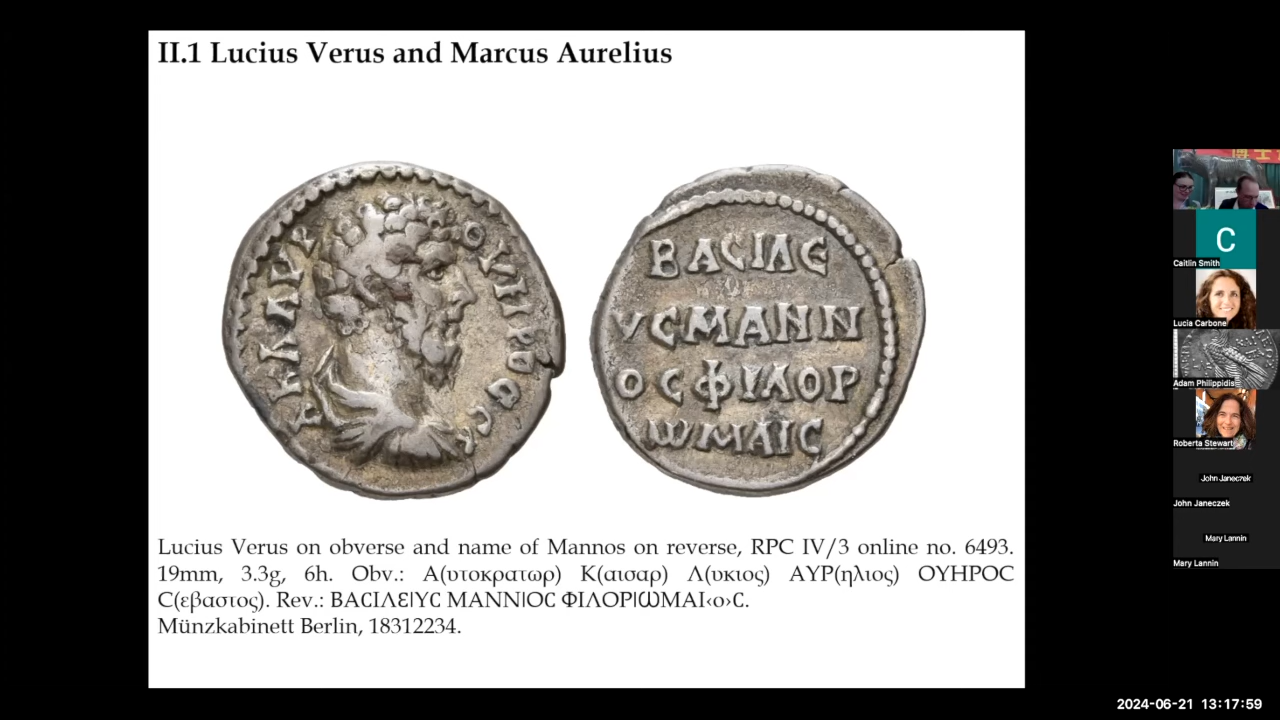 II.1 Lucius Verus and Marcus Aurelius
ΒΑCΙΛΕ
ΥCΜΑΝΝ
ΟCΦΙΛΟΡ
ѠΜΑΙC
Lucius Verus on obverse and name of Mannos on reverse, RPC IV/3 online no. 6493.
19mm, 3.3g, 6h. Obv.: Α(υτοκρατωρ) Κ(αισαρ) Λ(υκιος) ΑΥΡ(ηλιος) ΟΥΗΡΟC
C(εβαστος). Rev.: ΒΑCΙΛΕ|ΥC ΜΑΝΝ|ΟC ΦΙΛΟΡ|ѠΜΑΙ‹ο›C.
Münzkabinett Berlin, 18312234.
C
Caitlin Smith
Lucia Carbone
Adam Philippidis
Roberta Stewart
John Janeczek
John Janeczek
Mary Lannin
Mary Lannin
2024-06-21 13:17:59